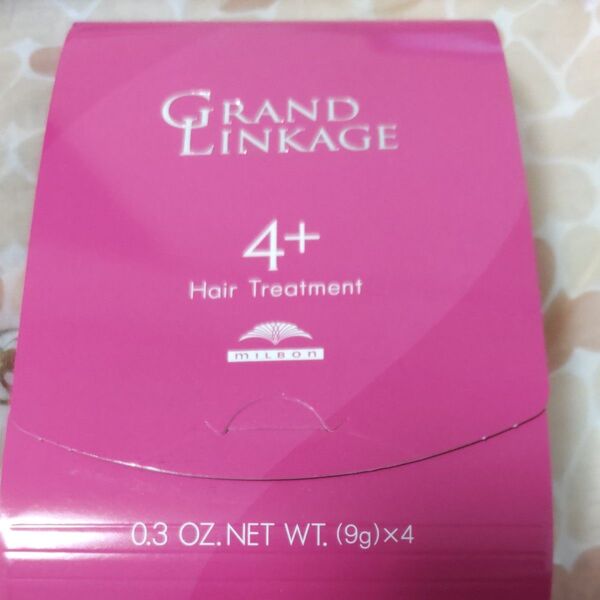 GRAND
LINKAGE
4+
Hair Treatment
MILBON
0.3 OZ. NET WT. (9g)×4